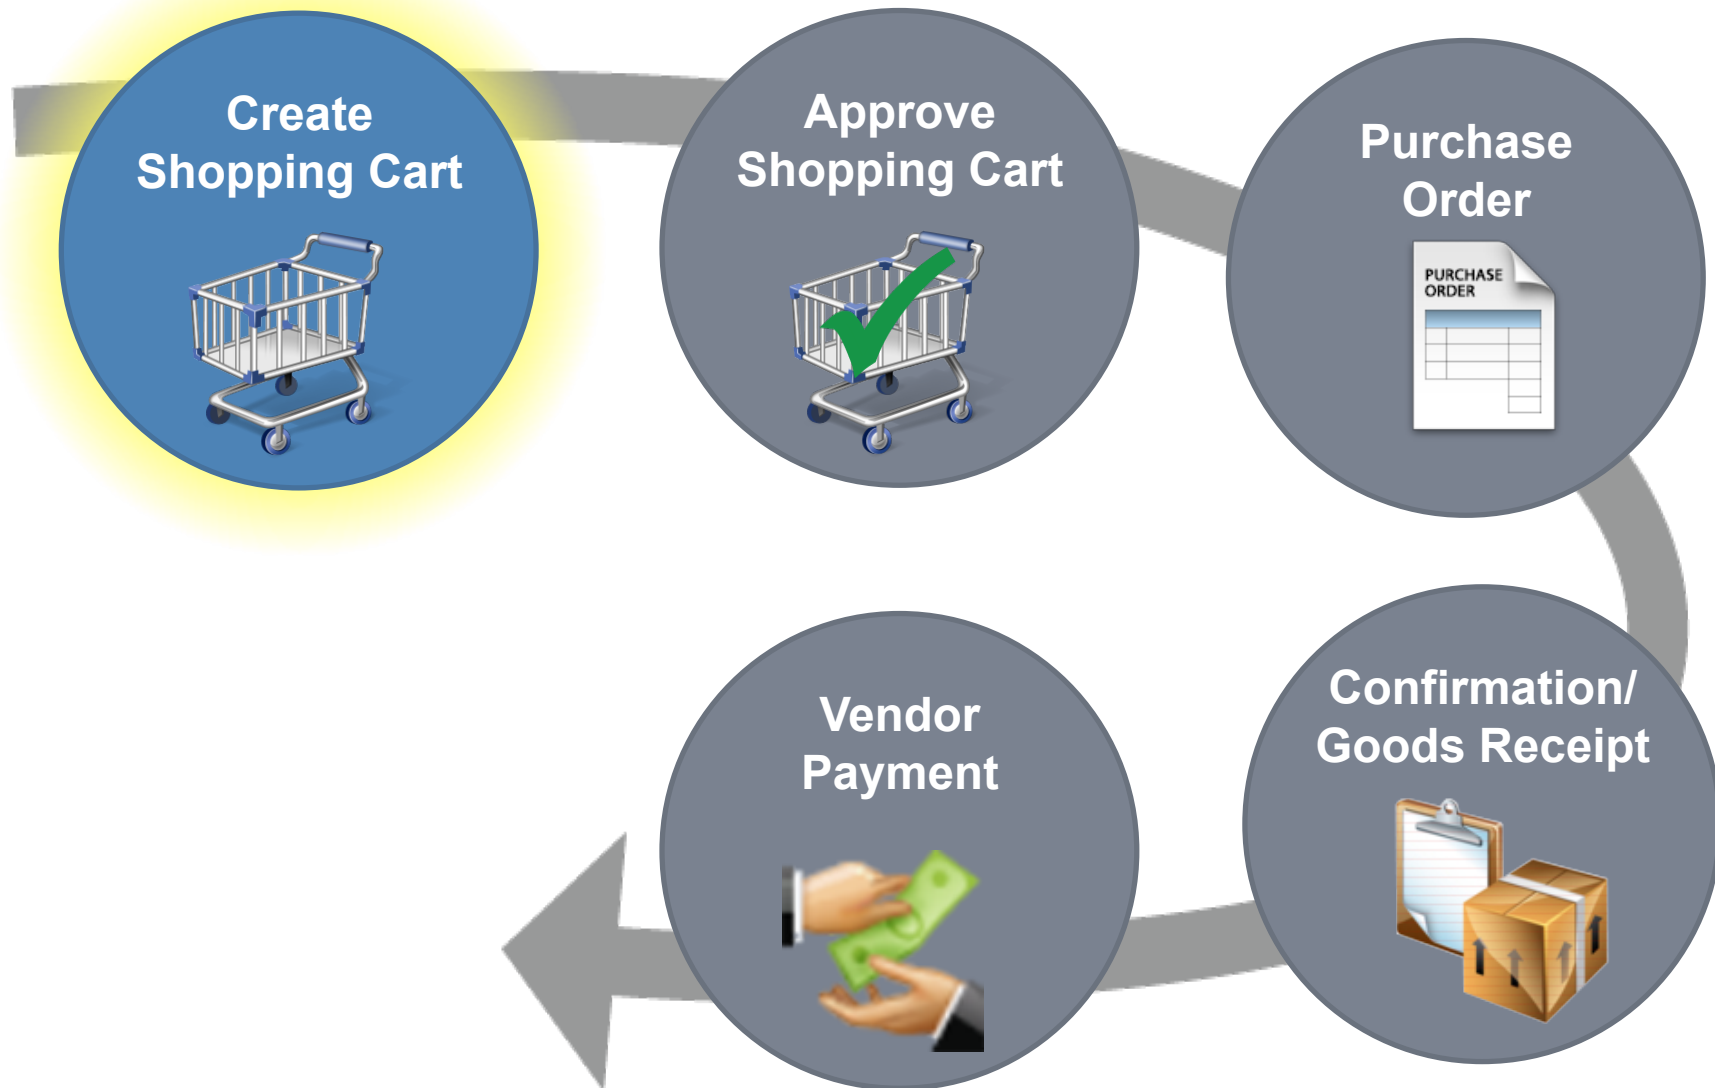 Create
Shopping Cart
Approve
Shopping Cart
Purchase
Order
PURCHASE
ORDER
Confirmation/
Goods Receipt
Vendor
Payment